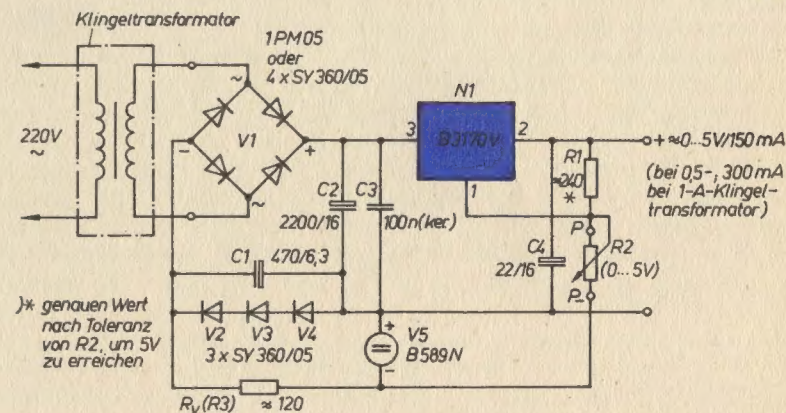 Klingeltransformator
220V
~
1PM05
oder
4 x SY360/05
~
V1
-
+
~
N1
3
B3170V
2
1
+ ≈0...5V/150mA
(bei 0,5-; 300mA
bei 1-A-Klingel-
transformator)
R1
≈240
*
C2
2200/16
C3
100n(ker.)
C1
470/6,3
C4
22/16
P
R2
(0...5V)
P-
V2
V3
V4
3 x SY360/05
+
V5
B589N
-
)* genauen Wert
nach Toleranz
von R2, um 5V
zu erreichen
RV(R3)
≈120